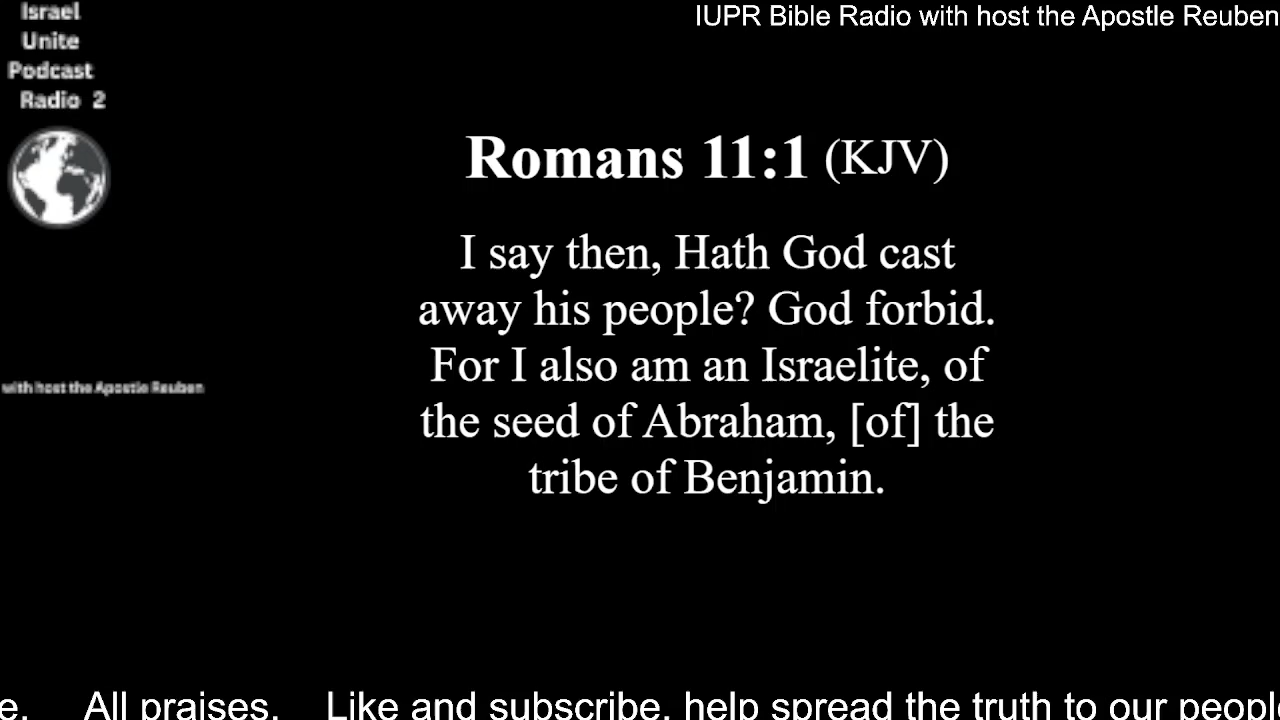 Israel
Unite
Podcast
Radio 2
IUPR Bible Radio with host the Apostle Reuben
Romans 11:1 (KJV)
I say then, Hath God cast
away his people? God forbid.
For I also am an Israelite, of
the seed of Abraham, [of] the
tribe of Benjamin.
with host the Apostle Reuben
e. All praises. Like and subscribe, help spread the truth to our peopl